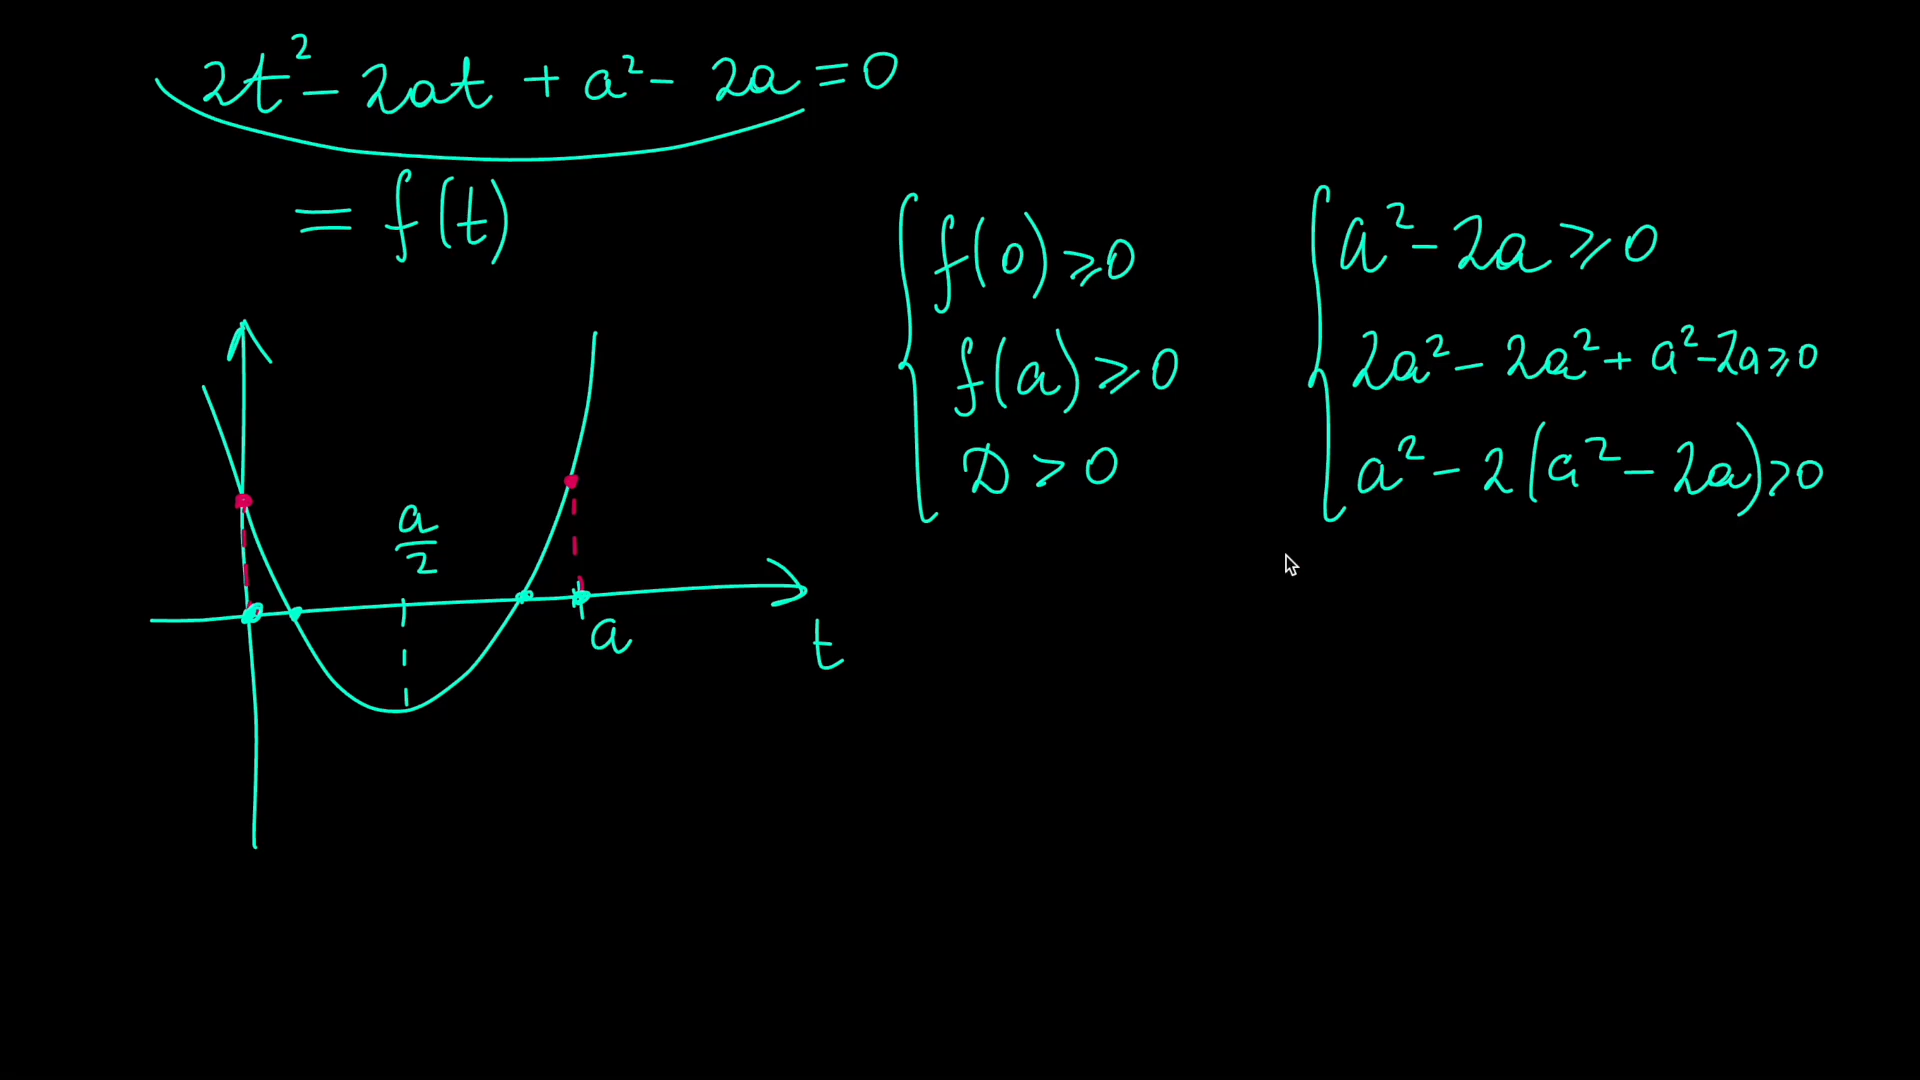 2t² - 2at + a² - 2a = 0
= f(t)
f(0) ⩾ 0
f(a) ⩾ 0
D > 0
a² - 2a ⩾ 0
2a² - 2a² + a² - 2a ⩾ 0
a² - 2(a² - 2a) > 0
a/2
a
t